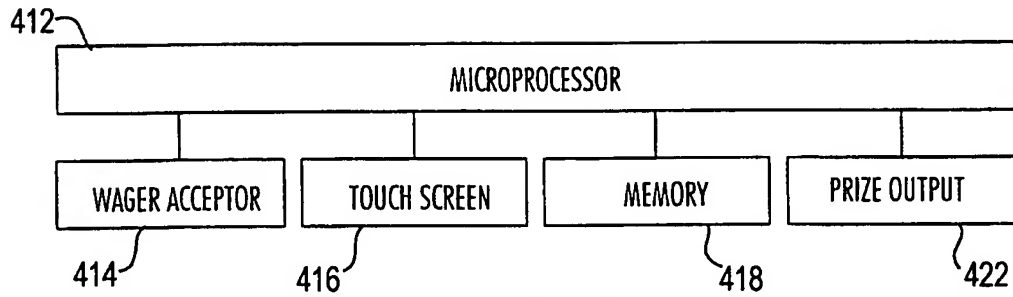 412
MICROPROCESSOR
WAGER ACCEPTOR TOUCH SCREEN MEMORY PRIZE OUTPUT
414 416 418 422